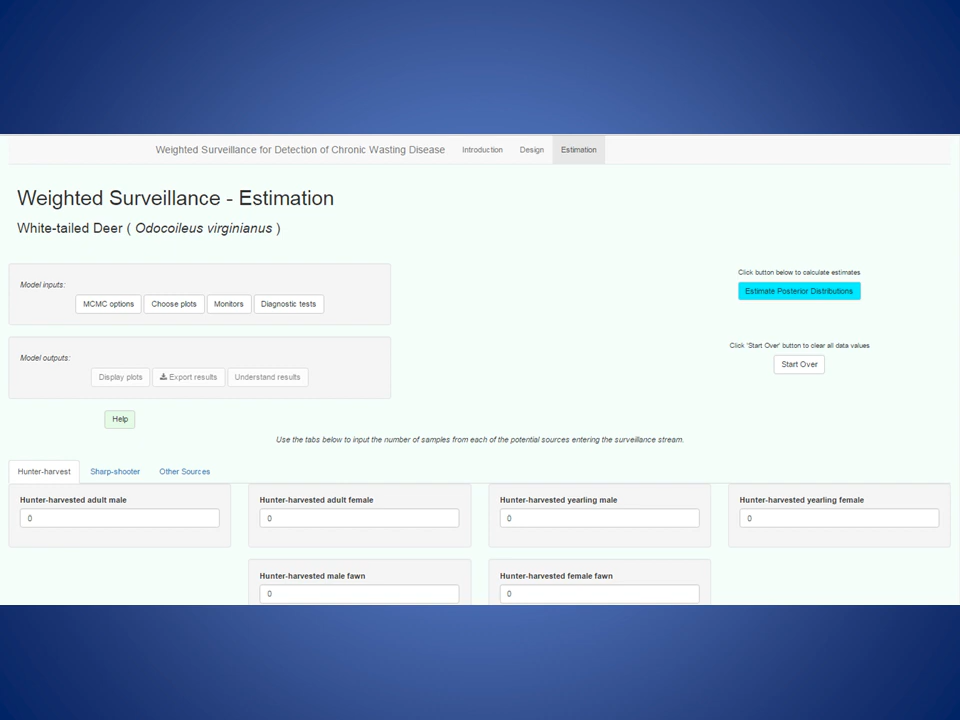 Weighted Surveillance for Detection of Chronic Wasting Disease Introduction Design Estimation
Weighted Surveillance - Estimation
White-tailed Deer ( Odocoileus virginianus )
Model inputs:
MCMC options Choose plots Monitors Diagnostic tests
Click button below to calculate estimates
Estimate Posterior Distributions
Model outputs:
Display plots Export results Understand results
Click 'Start Over' button to clear all data values
Start Over
Help
Use the tabs below to input the number of samples from each of the potential sources entering the surveillance stream.
Hunter-harvest Sharp-shooter Other Sources
Hunter-harvested adult male Hunter-harvested adult female Hunter-harvested yearling male Hunter-harvested yearling female
0 0 0 0
Hunter-harvested male fawn Hunter-harvested female fawn
0 0